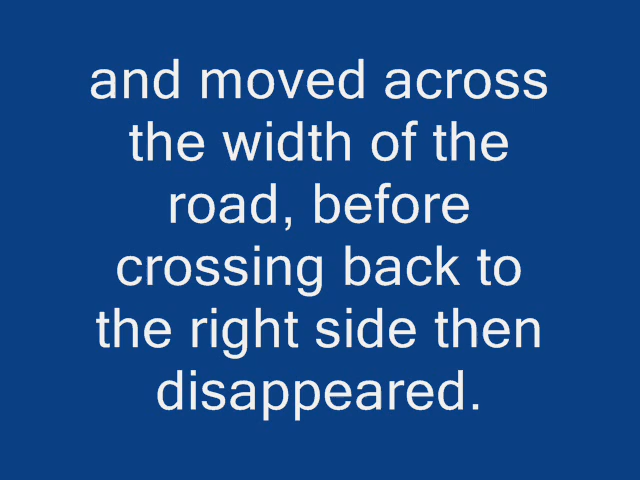 and moved across
the width of the
road, before
crossing back to
the right side then
disappeared.